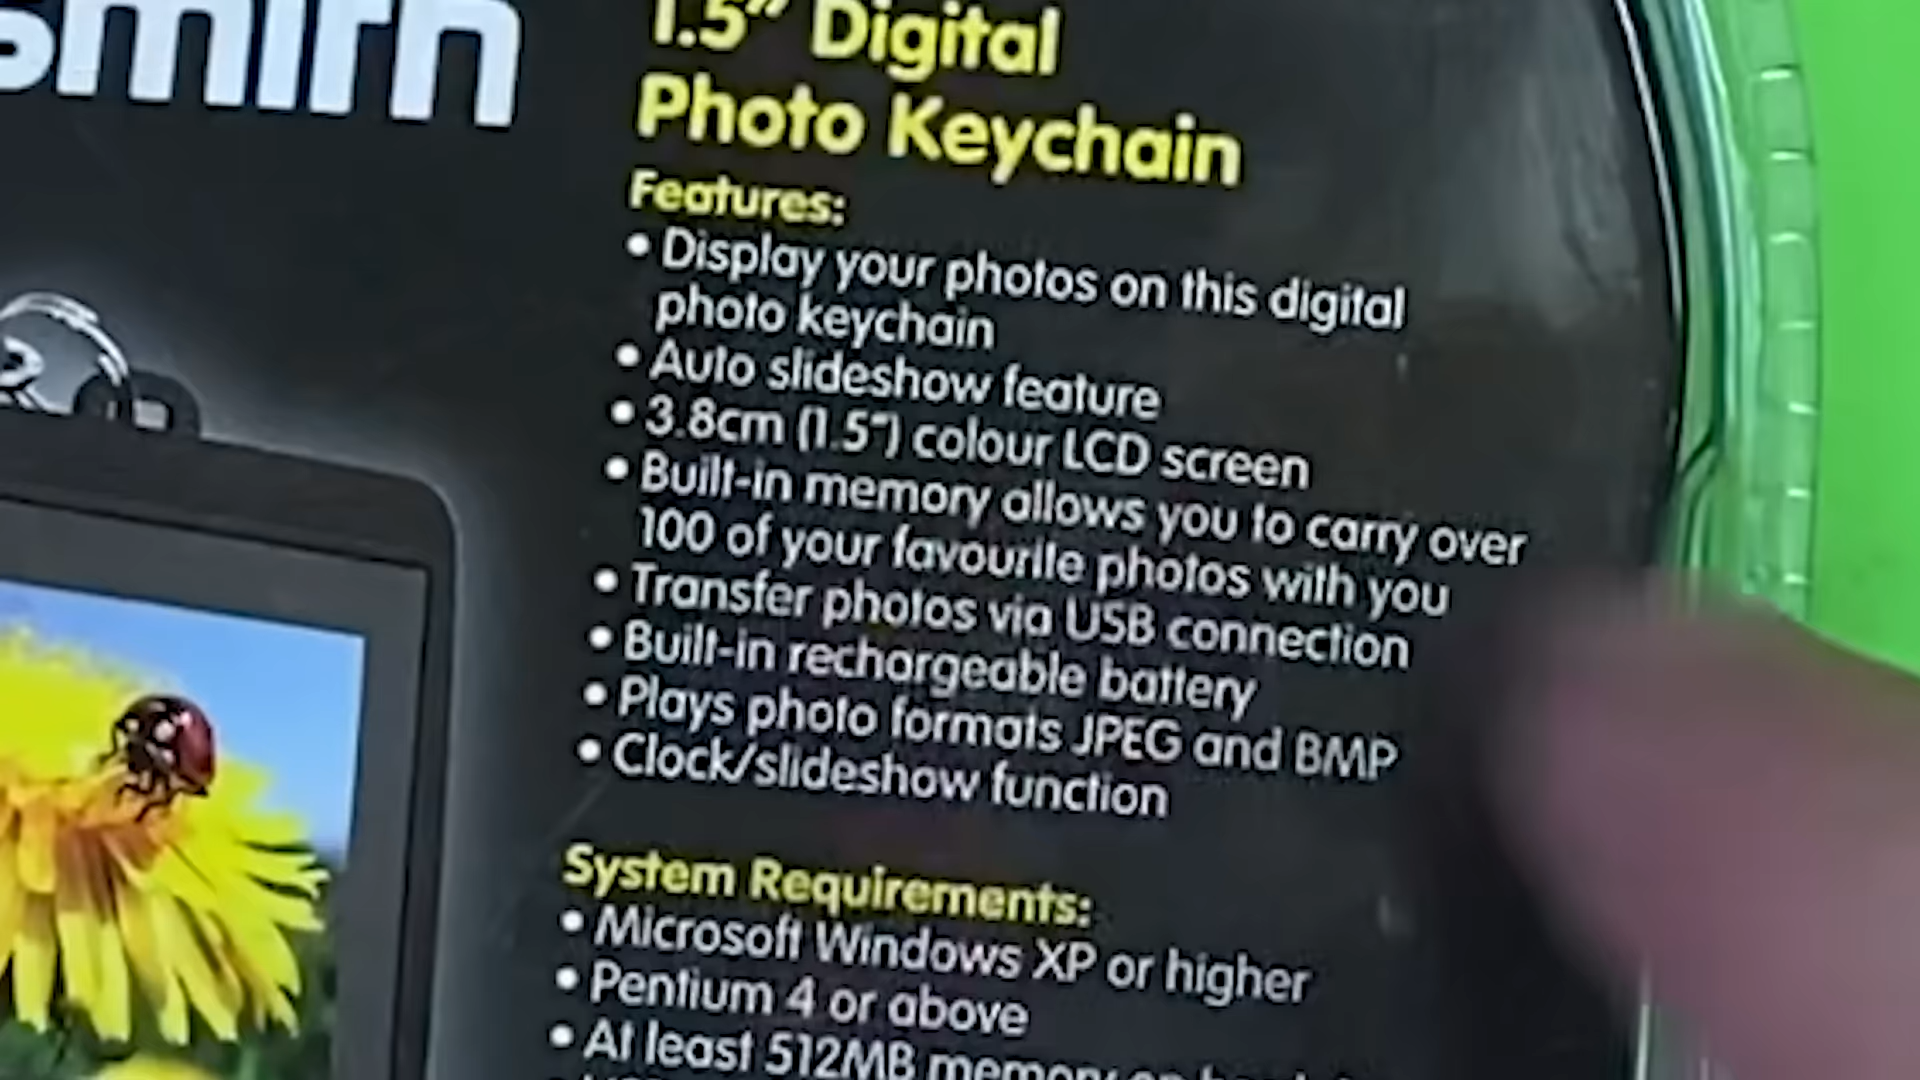 smith
1.5" Digital
Photo Keychain
Features:
• Display your photos on this digital
photo keychain
• Auto slideshow feature
• 3.8cm (1.5") colour LCD screen
• Built-in memory allows you to carry over
100 of your favourite photos with you
• Transfer photos via USB connection
• Built-in rechargeable battery
• Plays photo formats JPEG and BMP
• Clock/slideshow function
System Requirements:
• Microsoft Windows XP or higher
• Pentium 4 or above
• At least 512MB memory on